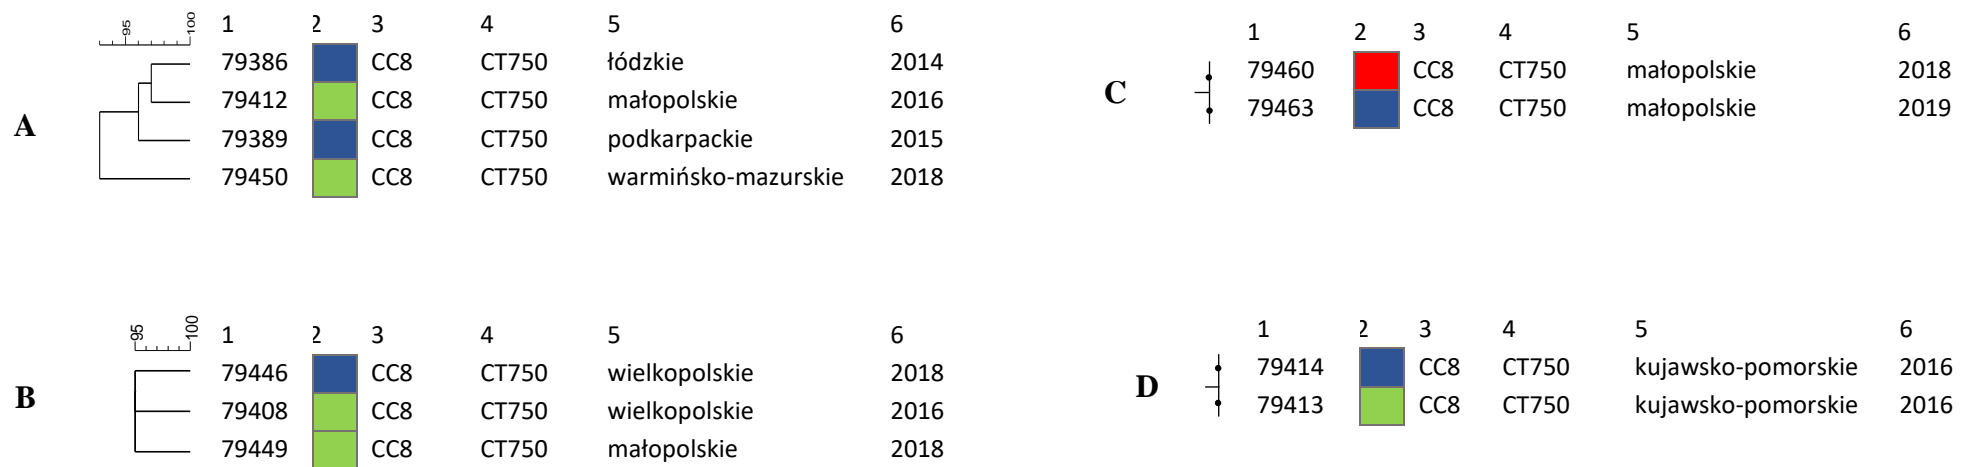 95 100
1 2 3 4 5 6
79386 CC8 CT750 łódzkie 2014
79412 CC8 CT750 małopolskie 2016
A
79389 CC8 CT750 podkarpackie 2015
79450 CC8 CT750 warmińsko-mazurskie 2018
95 100
1 2 3 4 5 6
79446 CC8 CT750 wielkopolskie 2018
B
79408 CC8 CT750 wielkopolskie 2016
79449 CC8 CT750 małopolskie 2018
1 2 3 4 5 6
79460 CC8 CT750 małopolskie 2018
C
79463 CC8 CT750 małopolskie 2019
1 2 3 4 5 6
79414 CC8 CT750 kujawsko-pomorskie 2016
D
79413 CC8 CT750 kujawsko-pomorskie 2016